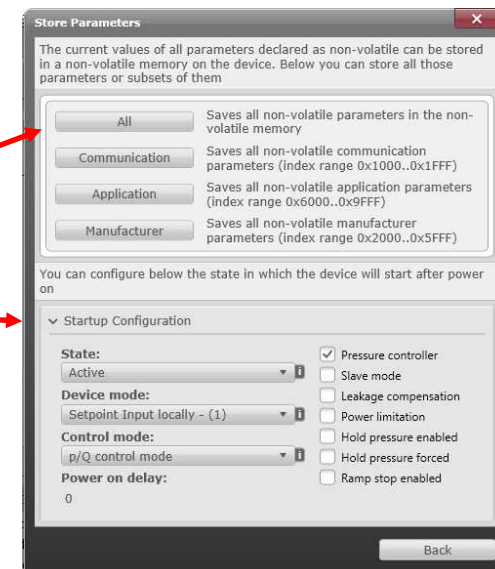 Store Parameters
The current values of all parameters declared as non-volatile can be stored
in a non-volatile memory on the device. Below you can store all those
parameters or subsets of them
All
Saves all non-volatile parameters in the non-
volatile memory
Communication
Saves all non-volatile communication
parameters (index range 0x1000..0x1FFF)
Application
Saves all non-volatile application parameters
(index range 0x6000..0x9FFF)
Manufacturer
Saves all non-volatile manufacturer
parameters (index range 0x2000..0x5FFF)
You can configure below the state in which the device will start after power
on
Startup Configuration
State:
Active
Device mode:
Setpoint Input locally - (1)
Control mode:
p/Q control mode
Power on delay:
0
Pressure controller
Slave mode
Leakage compensation
Power limitation
Hold pressure enabled
Hold pressure forced
Ramp stop enabled
Back